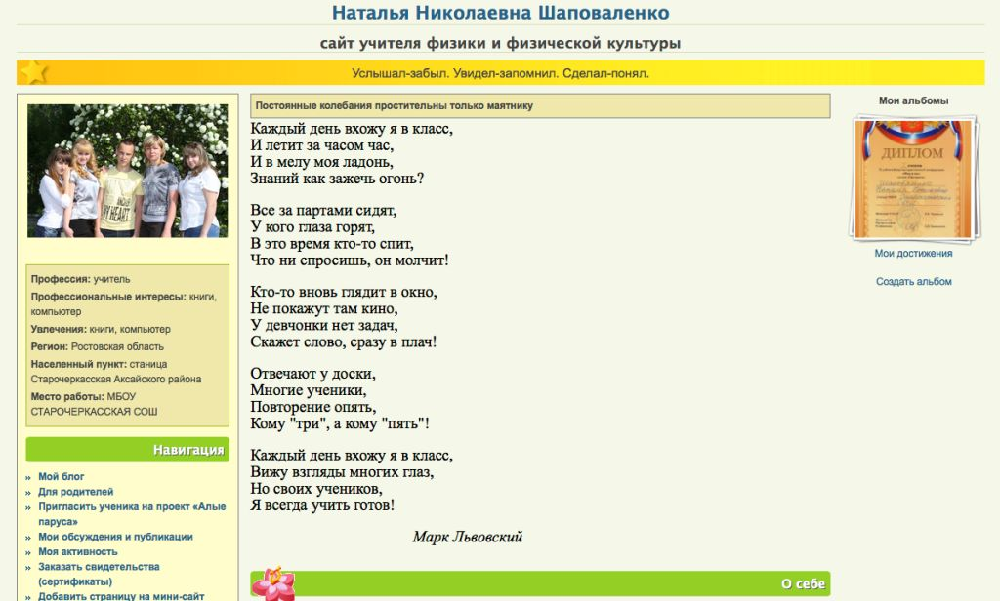 Наталья Николаевна Шаповаленко
сайт учителя физики и физической культуры
Услышал-забыл. Увидел-запомнил. Сделал-понял.
Профессия: учитель
Профессиональные интересы: книги,
компьютер
Увлечения: книги, компьютер
Регион: Ростовская область
Населенный пункт: станица
Старочеркасская Аксайского района
Место работы: МБОУ
СТАРОЧЕРКАССКАЯ СОШ
Навигация
» Мой блог
» Для родителей
» Пригласить ученика на проект «Алые
паруса»
» Мои обсуждения и публикации
» Моя активность
» Заказать свидетельства
(сертификаты)
» Добавить страницу на мини-сайт
Постоянные колебания простительны только маятнику
Каждый день вхожу я в класс,
И летит за часом час,
И в мелу моя ладонь,
Знаний как зажечь огонь?
Все за партами сидят,
У кого глаза горят,
В это время кто-то спит,
Что ни спросишь, он молчит!
Кто-то вновь глядит в окно,
Не покажут там кино,
У девчонки нет задач,
Скажет слово, сразу в плач!
Отвечают у доски,
Многие ученики,
Повторение опять,
Кому "три", а кому "пять"!
Каждый день вхожу я в класс,
Вижу взгляды многих глаз,
Но своих учеников,
Я всегда учить готов!
Марк Львовский
О себе
Мои альбомы
ДИПЛОМ
Мои достижения
Создать альбом